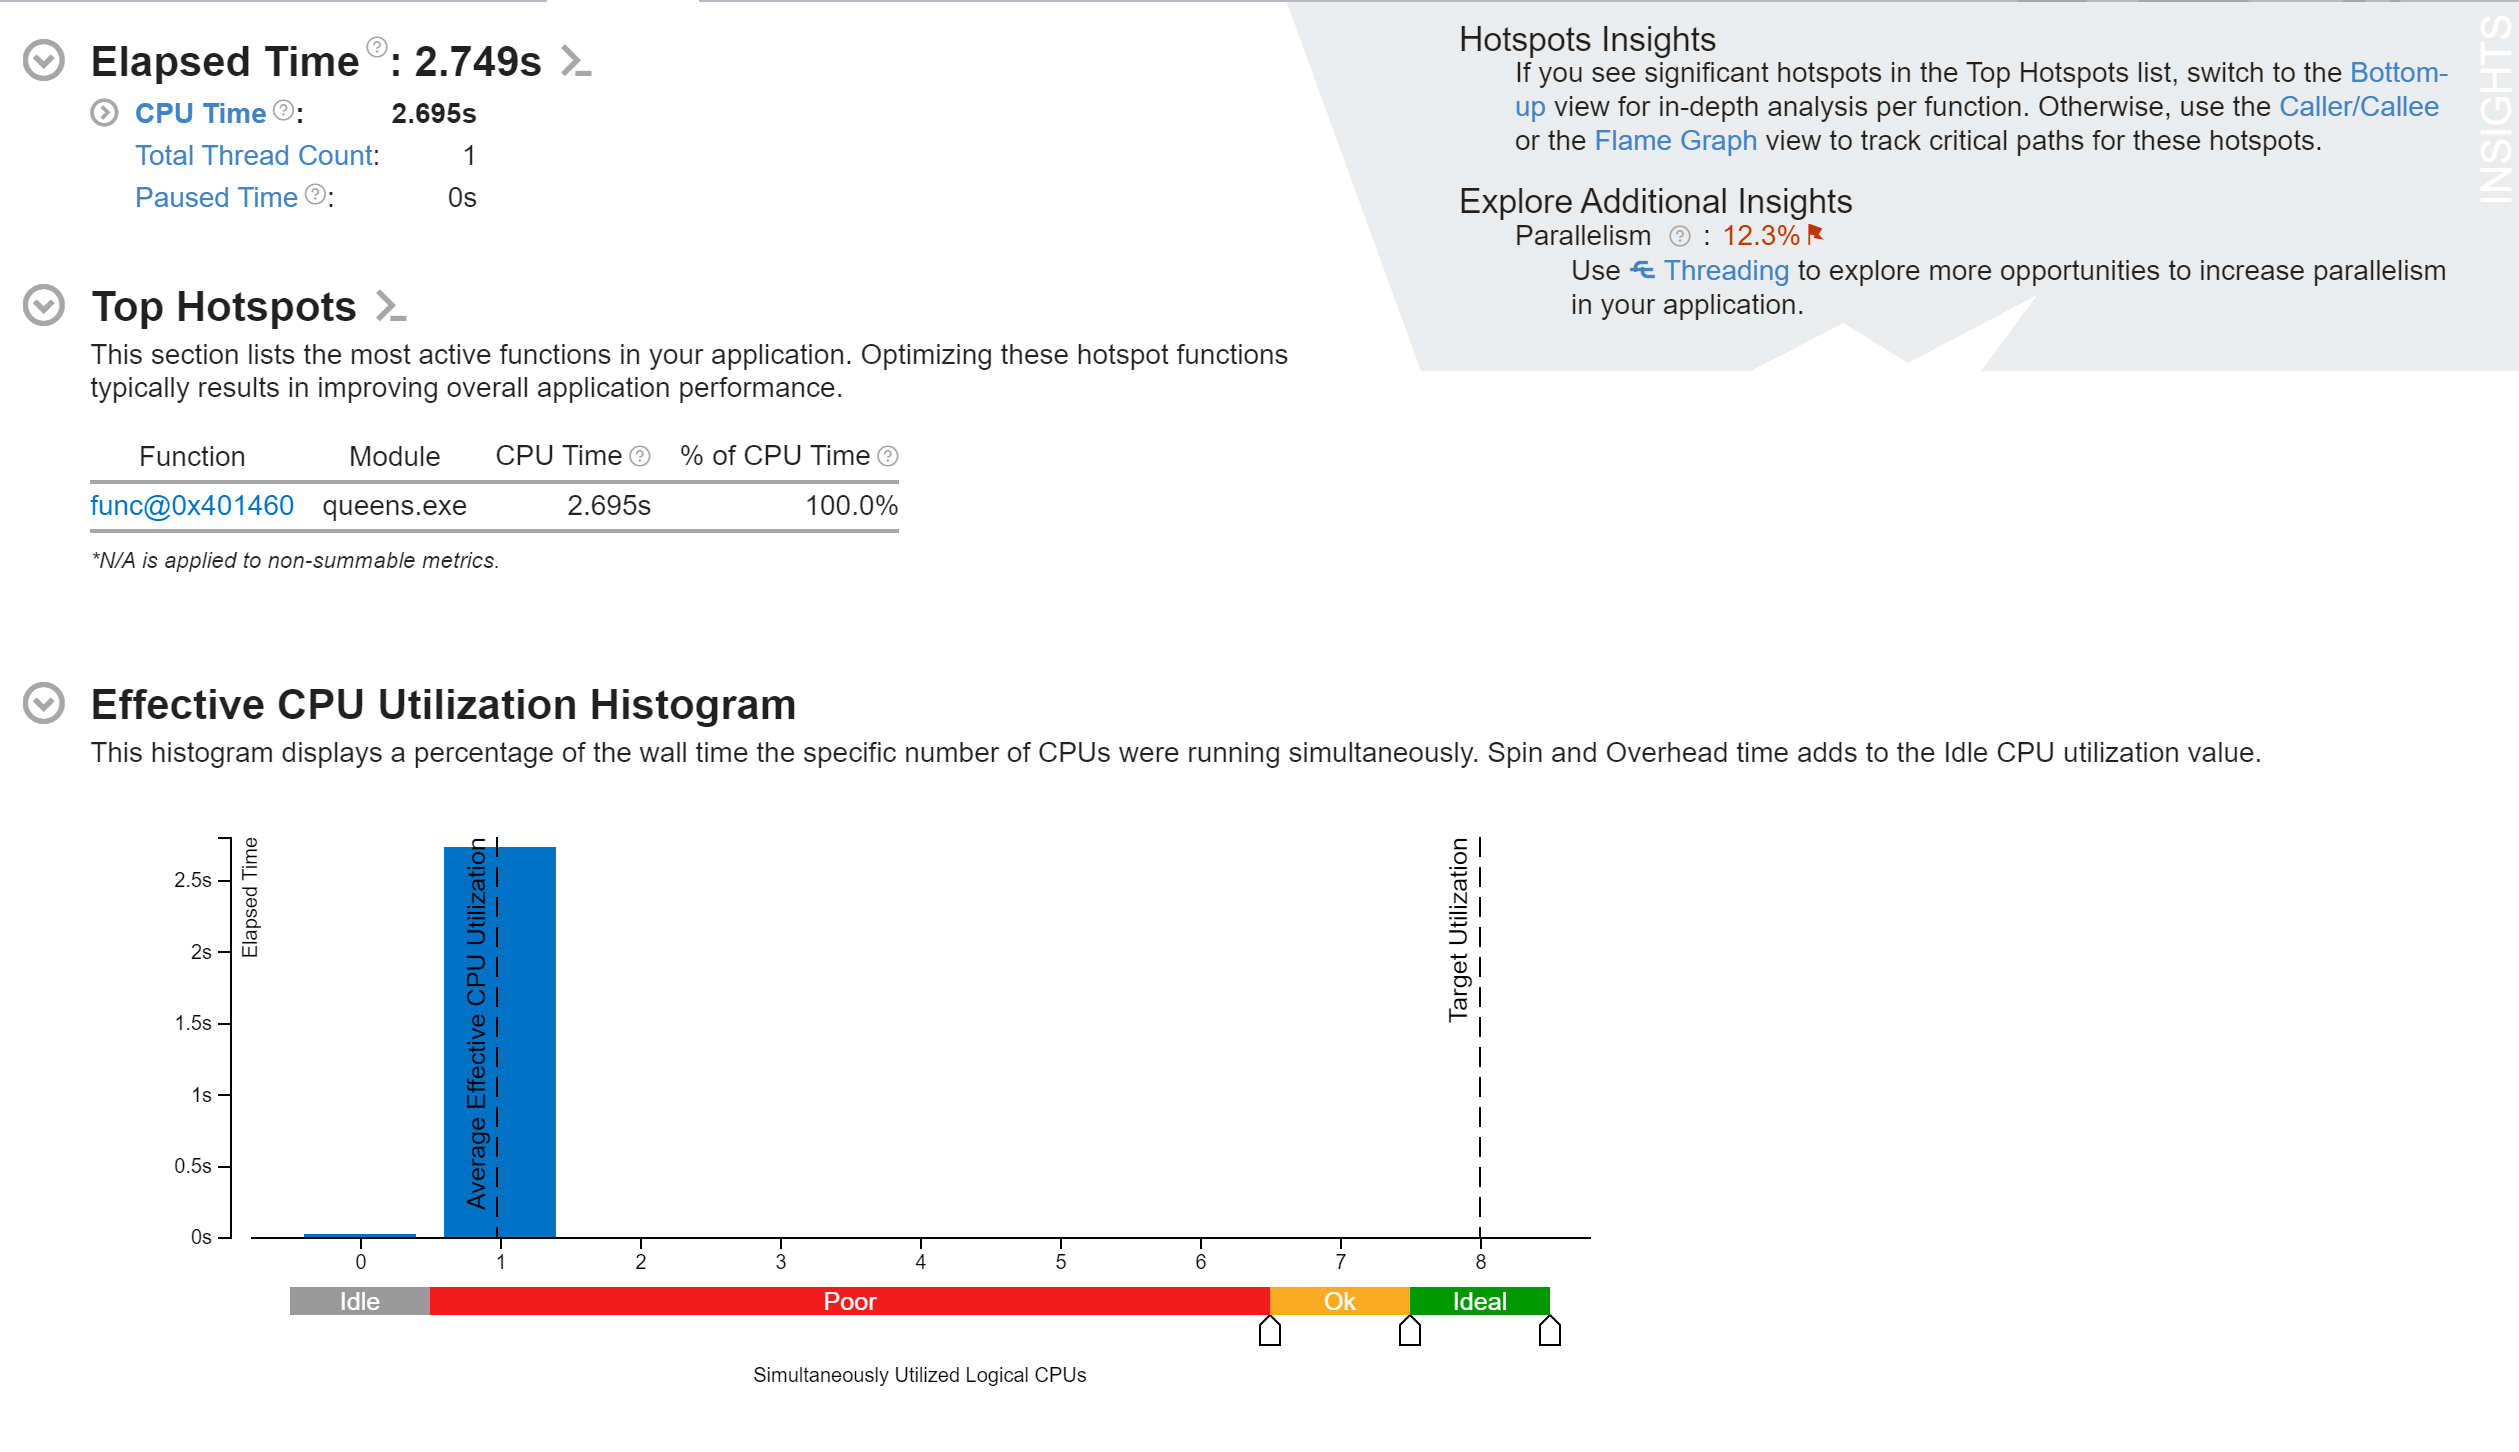 Elapsed Time ? : 2.749s
CPU Time ? : 2.695s
Total Thread Count: 1
Paused Time ? : 0s
Hotspots Insights
If you see significant hotspots in the Top Hotspots list, switch to the Bottom-
up view for in-depth analysis per function. Otherwise, use the Caller/Callee
or the Flame Graph view to track critical paths for these hotspots.
Explore Additional Insights
Parallelism ? : 12.3%
Use Threading to explore more opportunities to increase parallelism
in your application.
INSIGHTS
Top Hotspots
This section lists the most active functions in your application. Optimizing these hotspot functions
typically results in improving overall application performance.
Function Module CPU Time ? % of CPU Time ?
func@0x401460 queens.exe 2.695s 100.0%
*N/A is applied to non-summable metrics.
Effective CPU Utilization Histogram
This histogram displays a percentage of the wall time the specific number of CPUs were running simultaneously. Spin and Overhead time adds to the Idle CPU utilization value.
Elapsed Time
2.5s
2s
1.5s
1s
0.5s
0s
Average Effective CPU Utilization
Target Utilization
0 1 2 3 4 5 6 7 8
Idle Poor Ok Ideal
Simultaneously Utilized Logical CPUs